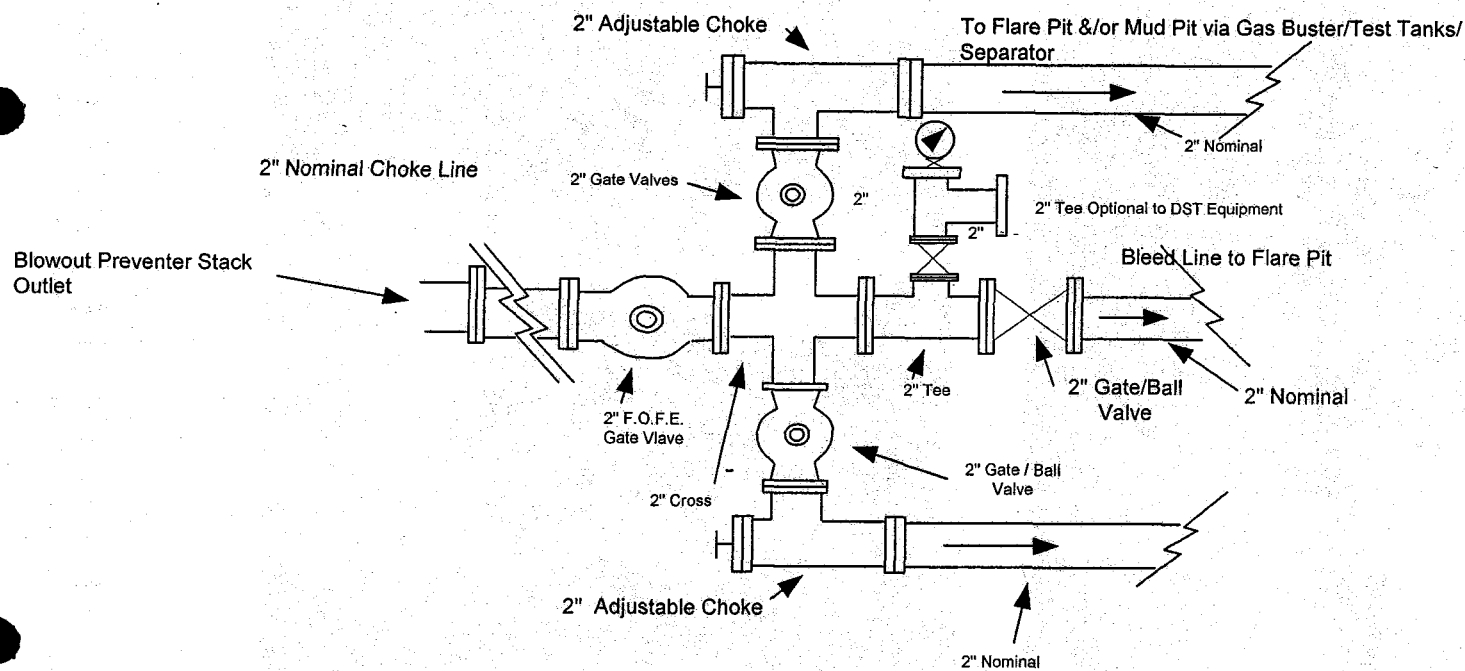 2" Adjustable Choke
To Flare Pit &/or Mud Pit via Gas Buster/Test Tanks/
Separator
2" Nominal
2" Nominal Choke Line
2" Gate Valves
2"
2" Tee Optional to DST Equipment
2"
Blowout Preventer Stack
Outlet
Bleed Line to Flare Pit
2" F.O.F.E.
Gate Vlave
2" Tee
2" Gate/Ball
Valve
2" Nominal
2" Cross
2" Gate / Ball
Valve
2" Adjustable Choke
2" Nominal